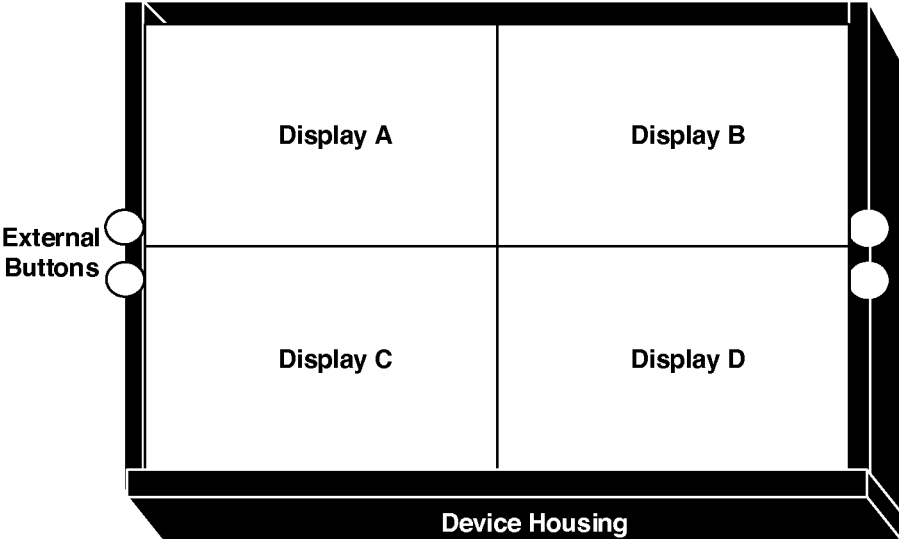 Display A
Display B
External
Buttons
Display C
Display D
Device Housing